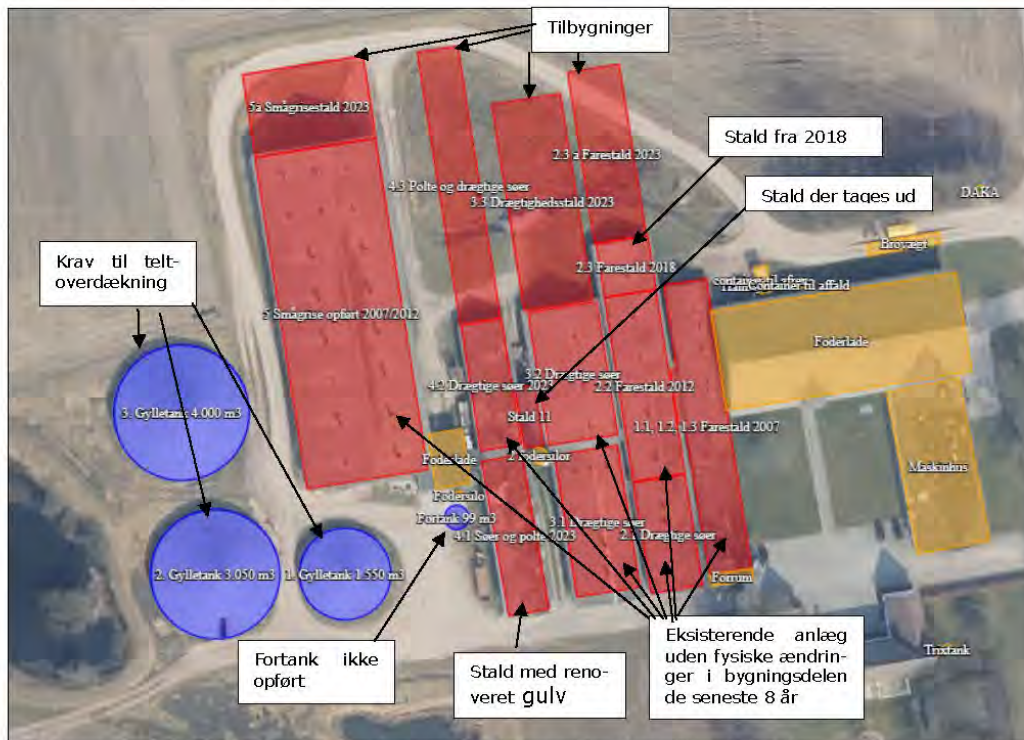 Tilbygninger
5a Smågrisestald 2023
Stald fra 2018
2.3 a Farestald 2023
4.3 Polte og drægtige søer
3.3 Drægtighedsstald 2023
Stald der tages ud
DAKA
Krav til telt-
overdækning
Brovægt
2.3 Farestald 2018
Container til affald
5 Smågrise opført 2007/2012
Foderlade
3.2 Drægtige søer
4.2 Drægtige søer 2023
2.2 Farestald 2012
3. Gylletank 4.000 m3
Stald 11
1.1, 1.2, 1.3 Farestald 2007
2 fodersiloer
Foderlade
Maskinhus
Fodersilo
Fortank 99 m3
3.1 Drægtige søer
4.1 Søer og polte 2023
2.1 Drægtige søer
2. Gylletank 3.050 m3
1. Gylletank 1.550 m3
Forrum
Fortank ikke
opført
Stald med reno-
veret gulv
Eksisterende anlæg
uden fysiske ændrin-
ger i bygningsdelen
de seneste 8 år